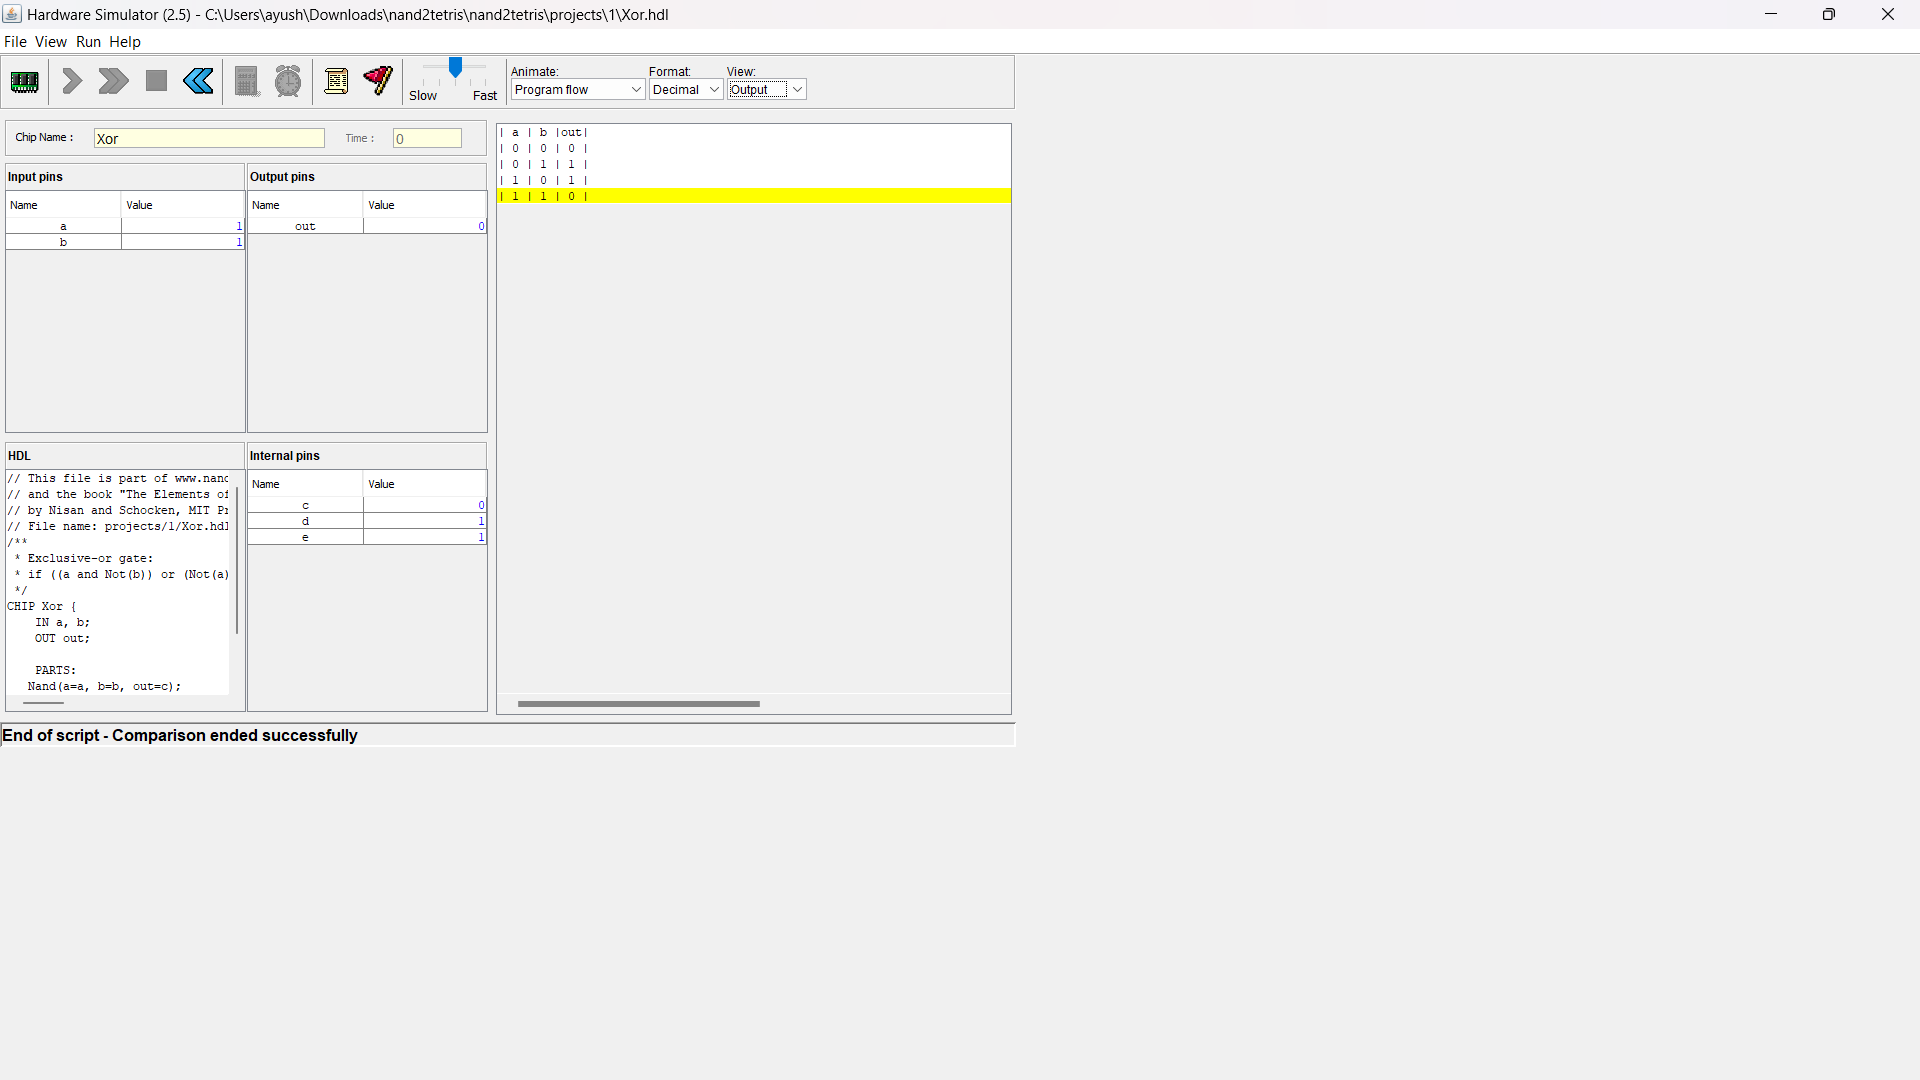 Hardware Simulator (2.5) - C:\Users\ayush\Downloads\nand2tetris\nand2tetris\projects\1\Xor.hdl
File View Run Help
Slow Fast
Animate: Format: View:
Program flow Decimal Output
Chip Name : Xor Time : 0
Input pins
Name Value
a 1
b 1
Output pins
Name Value
out 0
HDL
// This file is part of www.nanc
// and the book "The Elements of
// by Nisan and Schocken, MIT Pr
// File name: projects/1/Xor.hdl
/**
* Exclusive-or gate:
* if ((a and Not(b)) or (Not(a)
*/
CHIP Xor {
IN a, b;
OUT out;
PARTS:
Nand(a=a, b=b, out=c);
Internal pins
Name Value
c 0
d 1
e 1
| a | b |out|
| 0 | 0 | 0 |
| 0 | 1 | 1 |
| 1 | 0 | 1 |
| 1 | 1 | 0 |
End of script - Comparison ended successfully